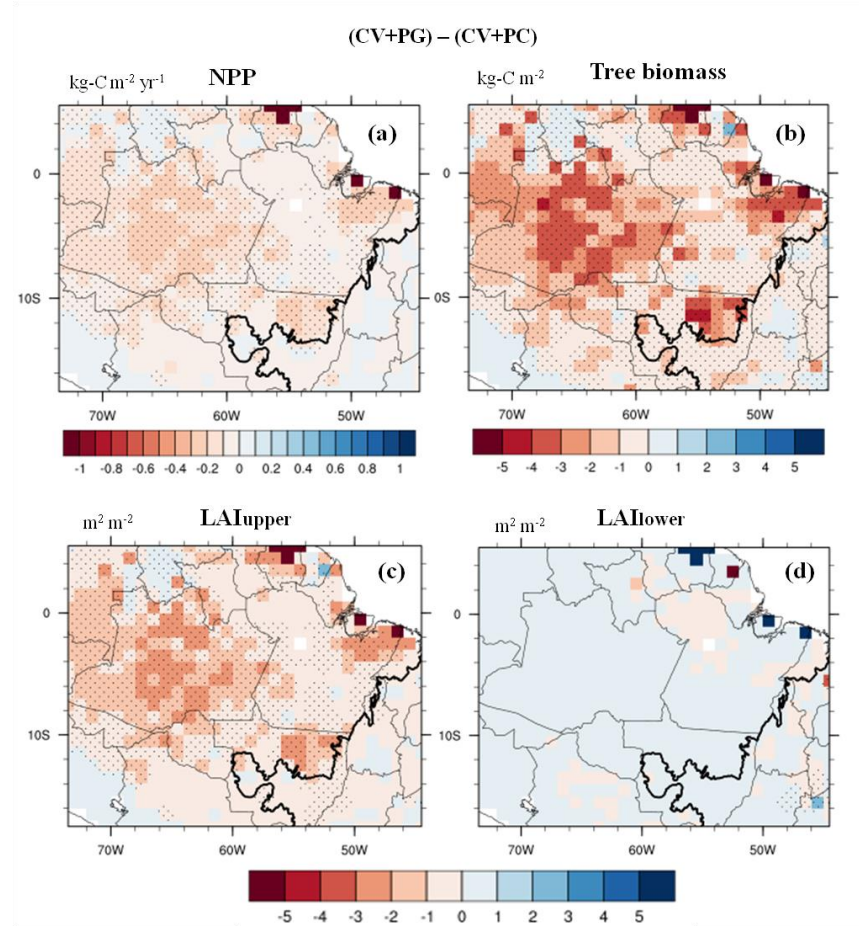 (CV+PG) – (CV+PC)
kg-C m-2 yr-1 NPP
kg-C m-2 Tree biomass
(a)
(b)
0
0
10S
0S
70W 60W 50W
70W 60W 50W
-1 -0.8 -0.6 -0.4 -0.2 0 0.2 0.4 0.6 0.8 1
-5 -4 -3 -2 -1 0 1 2 3 4 5
m2 m-2 LAIupper
m2 m-2 LAIlower
(c)
(d)
0
0
10S
10S
70W 60W 50W
70W 60W 50W
-5 -4 -3 -2 -1 0 1 2 3 4 5